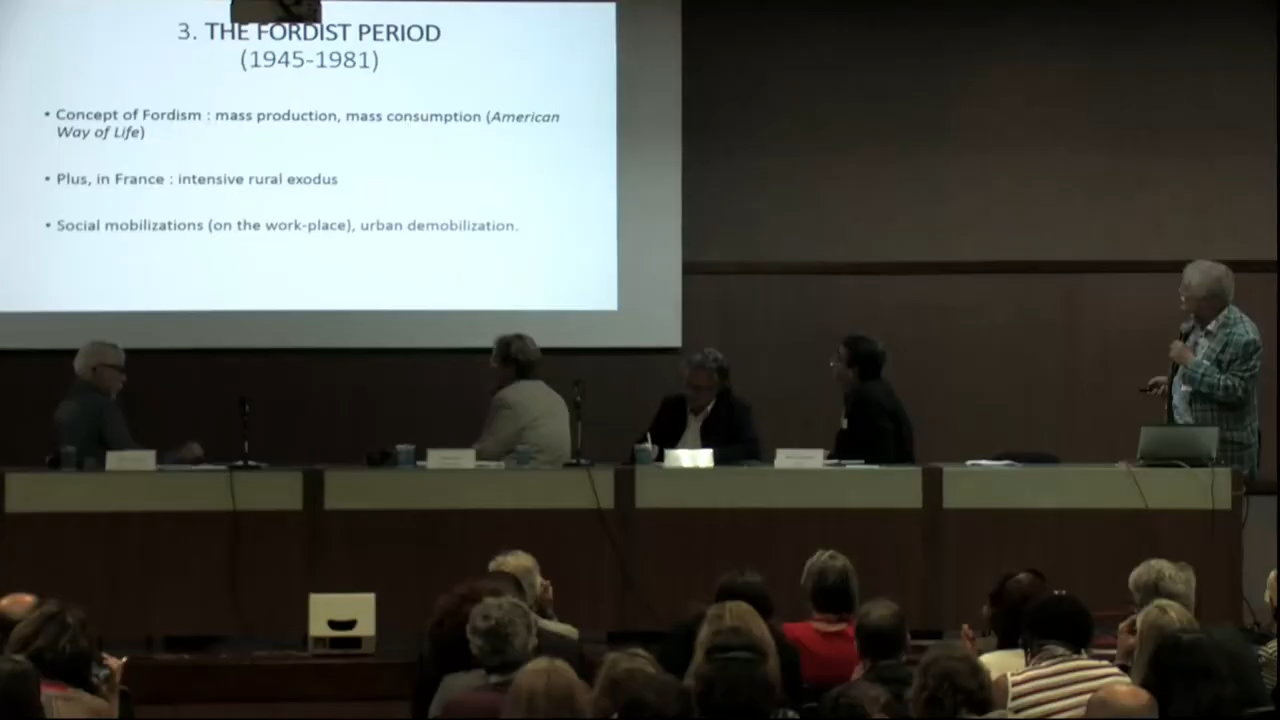 3. THE FORDIST PERIOD
(1945-1981)
• Concept of Fordism : mass production, mass consumption (American
Way of Life)
• Plus, in France : intensive rural exodus
• Social mobilizations (on the work-place), urban demobilization.